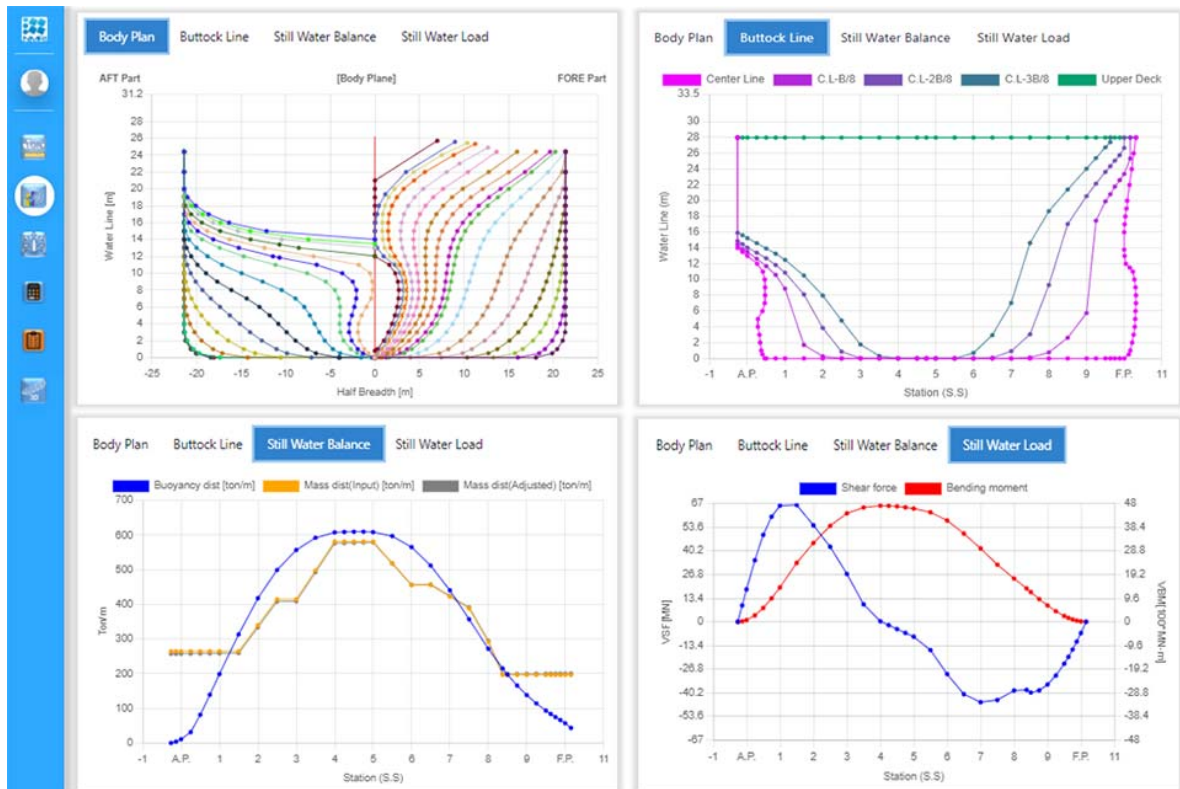 Body Plan Buttock Line Still Water Balance Still Water Load
AFT Part [Body Plane] FORE Part
31.2
28
26
24
22
20
18
16
14
12
10
8
6
4
2
0
Water Line [m]
-25 -20 -15 -10 -5 0 5 10 15 20 25
Half Breadth [m]
Body Plan Buttock Line Still Water Balance Still Water Load
Center Line C.L-B/8 C.L-2B/8 C.L-3B/8 Upper Deck
33.5
30
28
26
24
22
20
18
16
14
12
10
8
6
4
2
0
Water Line (m)
-1 A.P. 1 2 3 4 5 6 7 8 9 F.P. 11
Station (S.S)
Body Plan Buttock Line Still Water Balance Still Water Load
Buoyancy dist [ton/m] Mass dist(Input) [ton/m] Mass dist(Adjusted) [ton/m]
700
600
500
400
300
200
100
0
Ton/m
-1 A.P. 1 2 3 4 5 6 7 8 9 F.P. 11
Station (S.S)
Body Plan Buttock Line Still Water Balance Still Water Load
Shear force Bending moment
67 48
53.6 38.4
40.2 28.8
26.8 19.2
13.4 9.6
0 0
-13.4 -9.6
-26.8 -19.2
-40.2 -28.8
-53.6 -38.4
-67 -48
VSF [MN]
VBM[100*MN-m]
-1 A.P. 1 2 3 4 5 6 7 8 9 F.P. 11
Station (S.S)